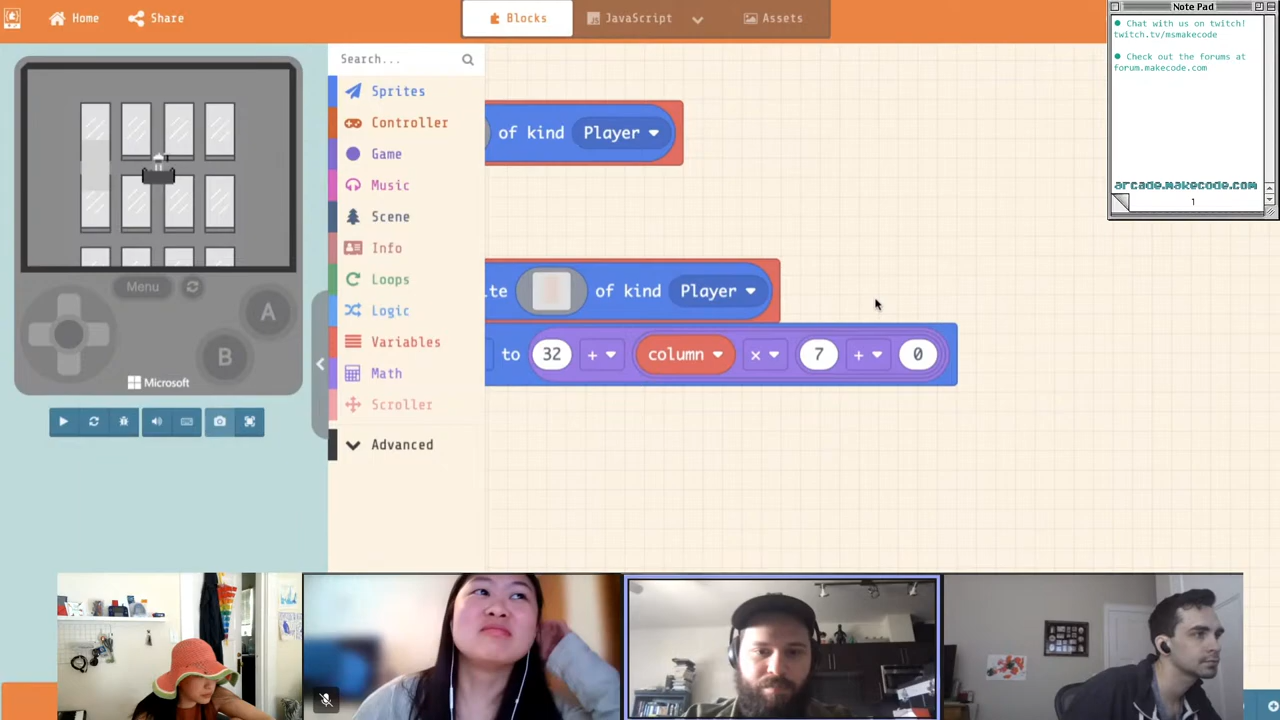 Home
Share
Blocks
JavaScript
Assets
Note Pad
Chat with us on twitch!
twitch.tv/msmakecode
Check out the forums at
forum.makecode.com
arcade.makecode.com
1
Search...
Sprites
Controller
Game
Music
Scene
Info
Loops
Logic
Variables
Math
Scroller
Advanced
Menu
A
B
Microsoft
of kind Player
te of kind Player
to 32 + column × 7 + 0